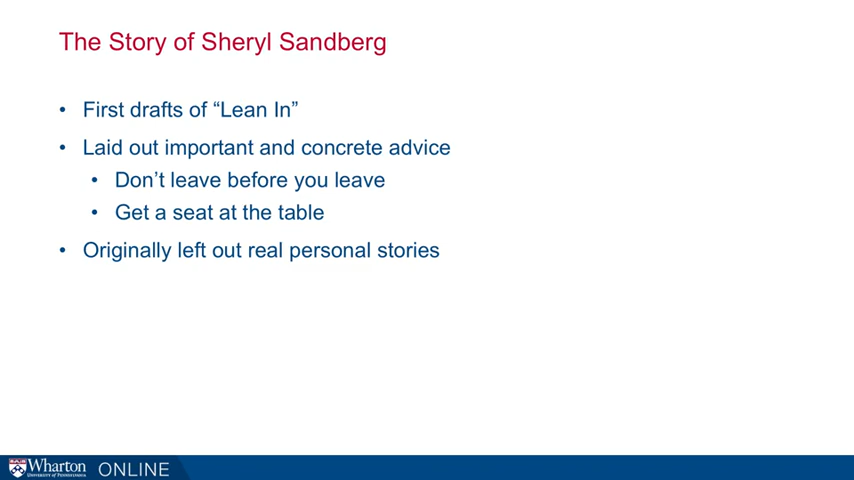 The Story of Sheryl Sandberg
• First drafts of “Lean In”
• Laid out important and concrete advice
• Don’t leave before you leave
• Get a seat at the table
• Originally left out real personal stories
Wharton
UNIVERSITY of PENNSYLVANIA
ONLINE